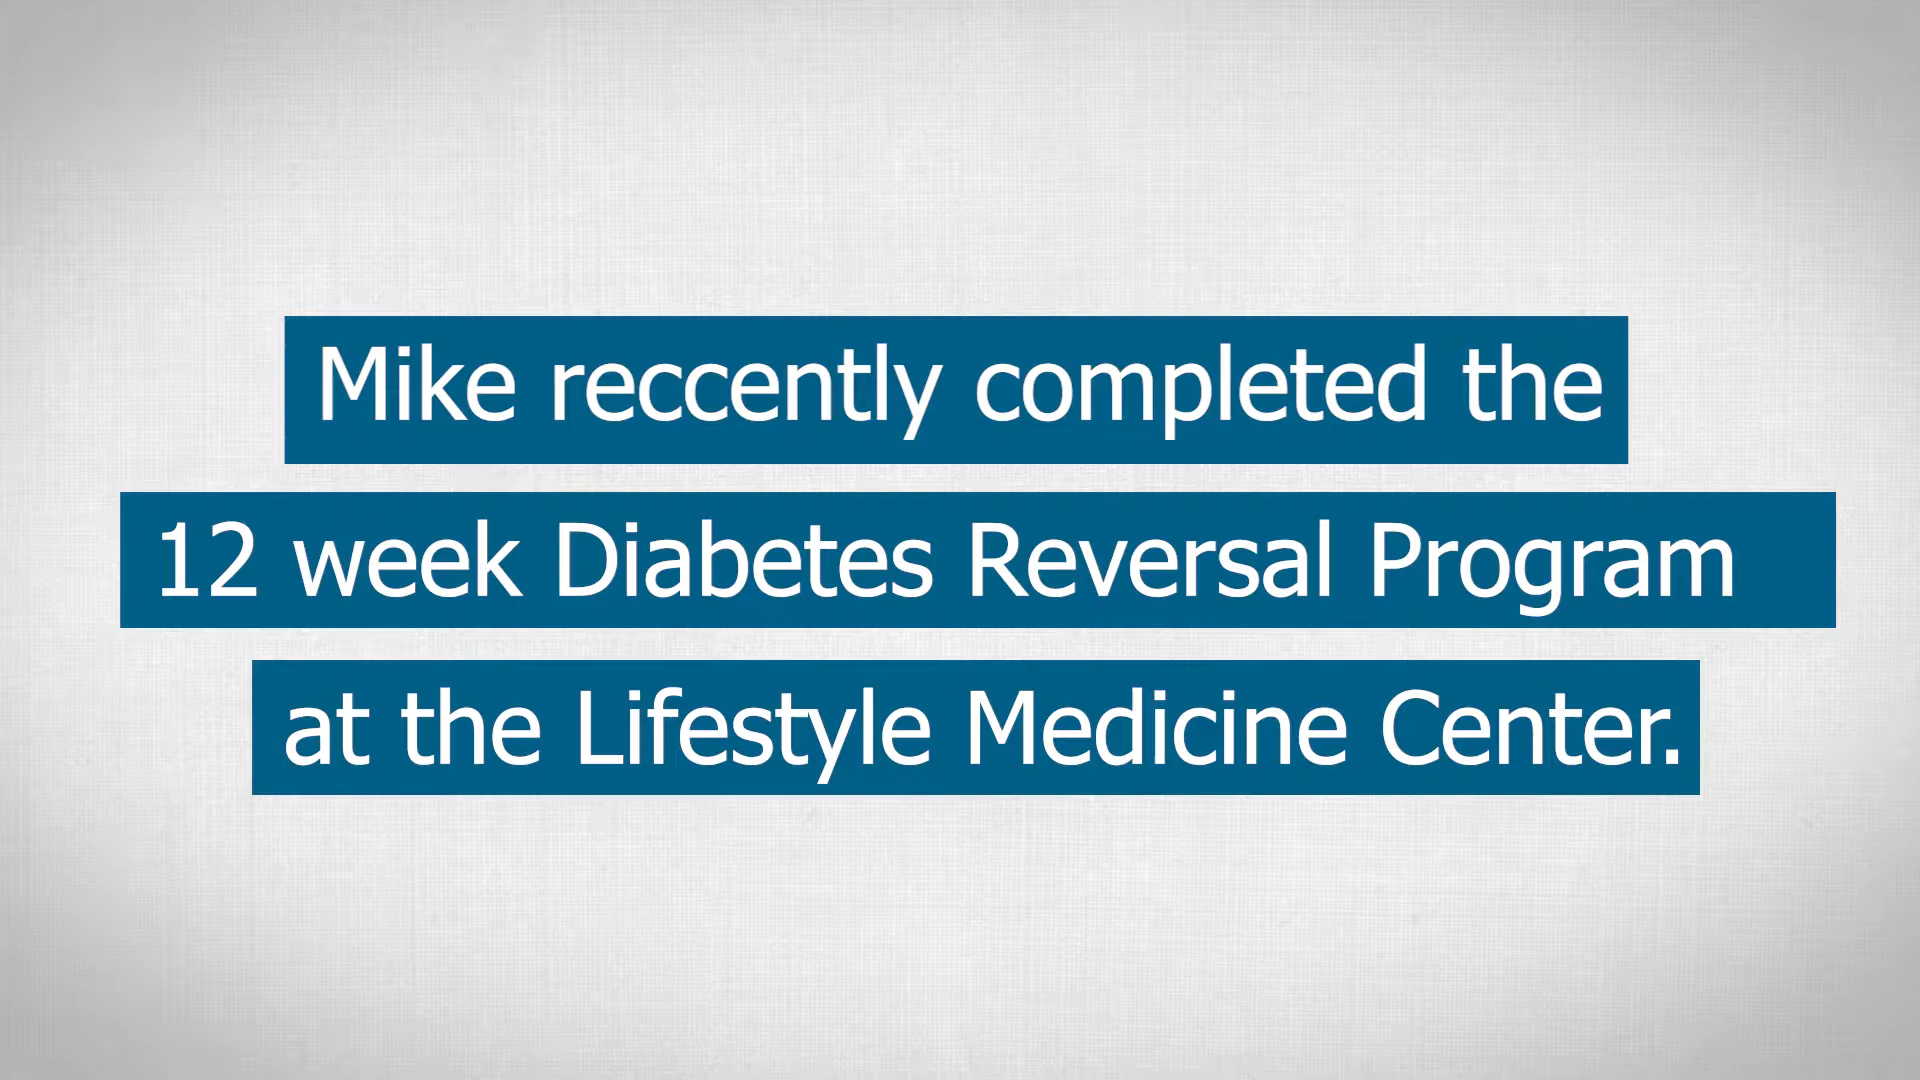 Mike reccently completed the
12 week Diabetes Reversal Program
at the Lifestyle Medicine Center.